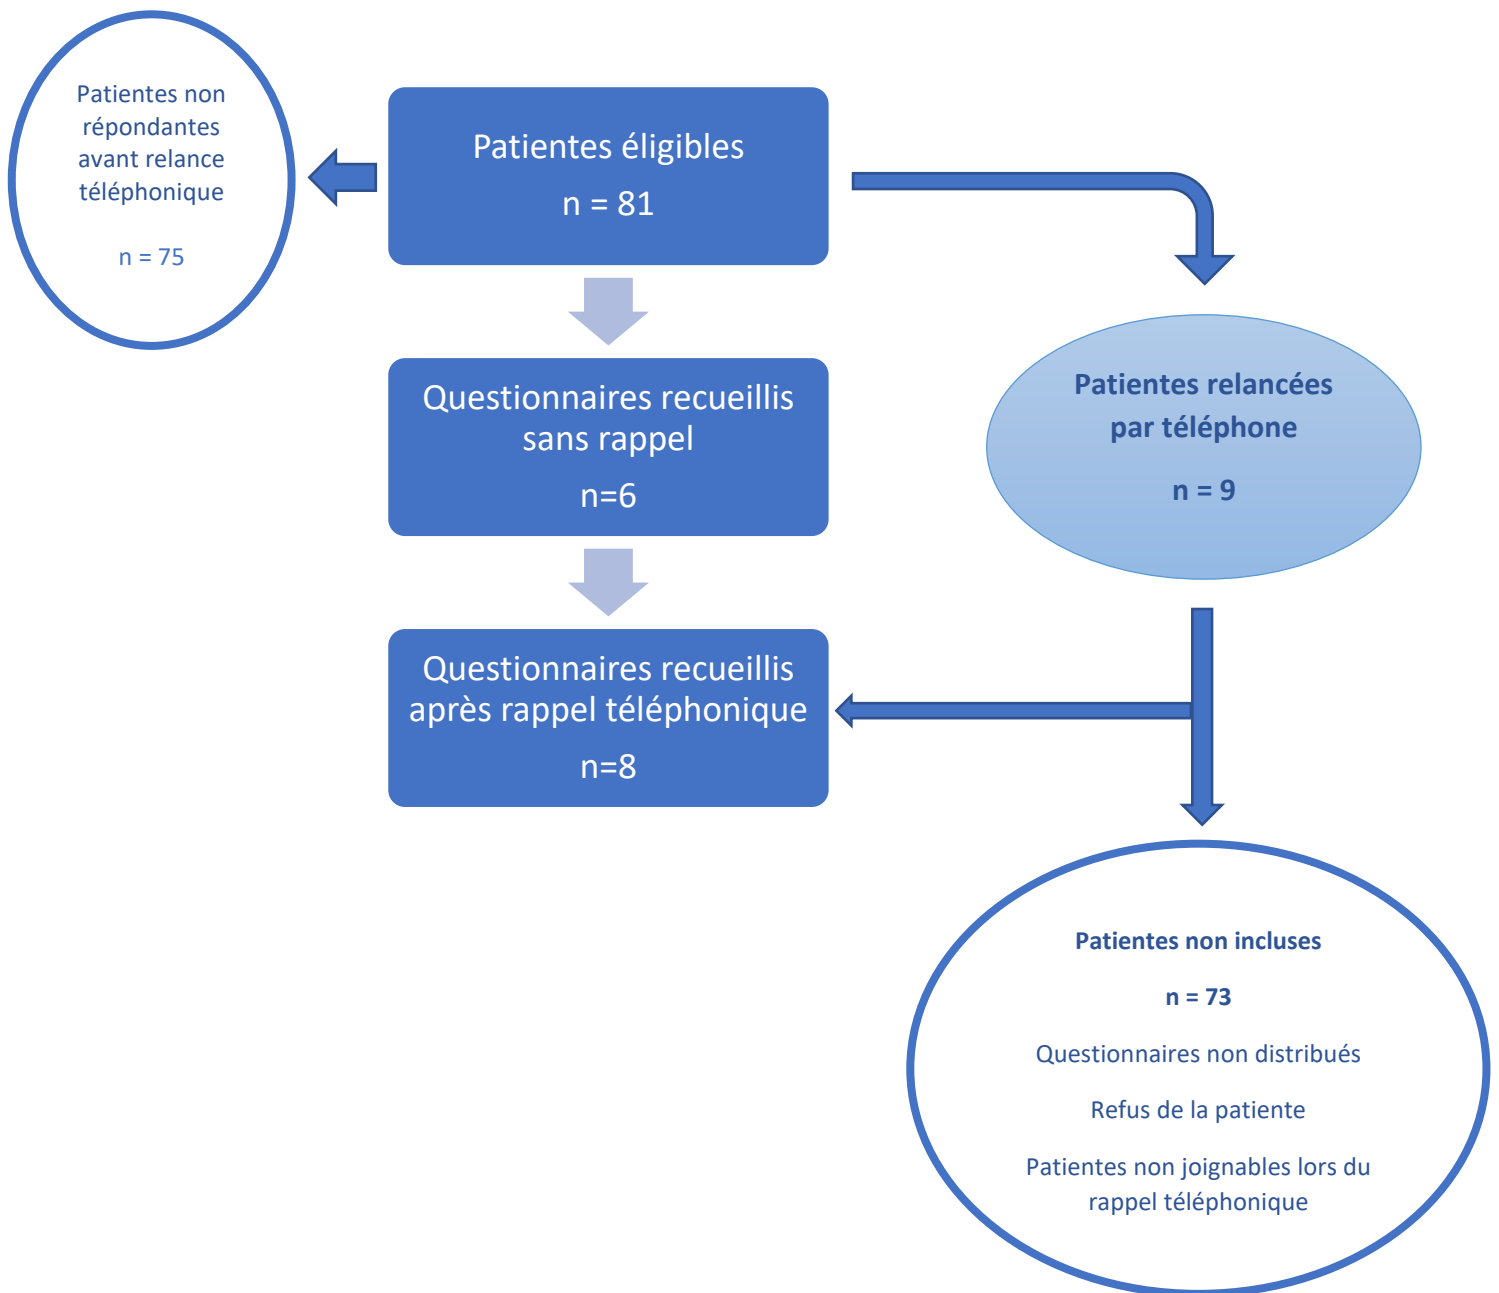 Patientes non
répondantes
avant relance
téléphonique
n = 75
Patientes éligibles
n = 81
Questionnaires recueillis
sans rappel
n=6
Patientes relancées
par téléphone
n = 9
Questionnaires recueillis
après rappel téléphonique
n=8
Patientes non incluses
n = 73
Questionnaires non distribués
Refus de la patiente
Patientes non joignables lors du
rappel téléphonique